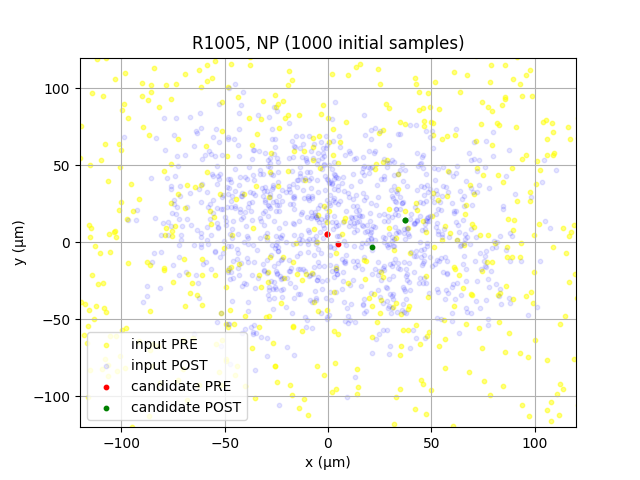 R1005, NP (1000 initial samples)
y (μm)
100
50
0
−50
−100
input PRE
input POST
candidate PRE
candidate POST
−100
−50
0
50
100
x (μm)